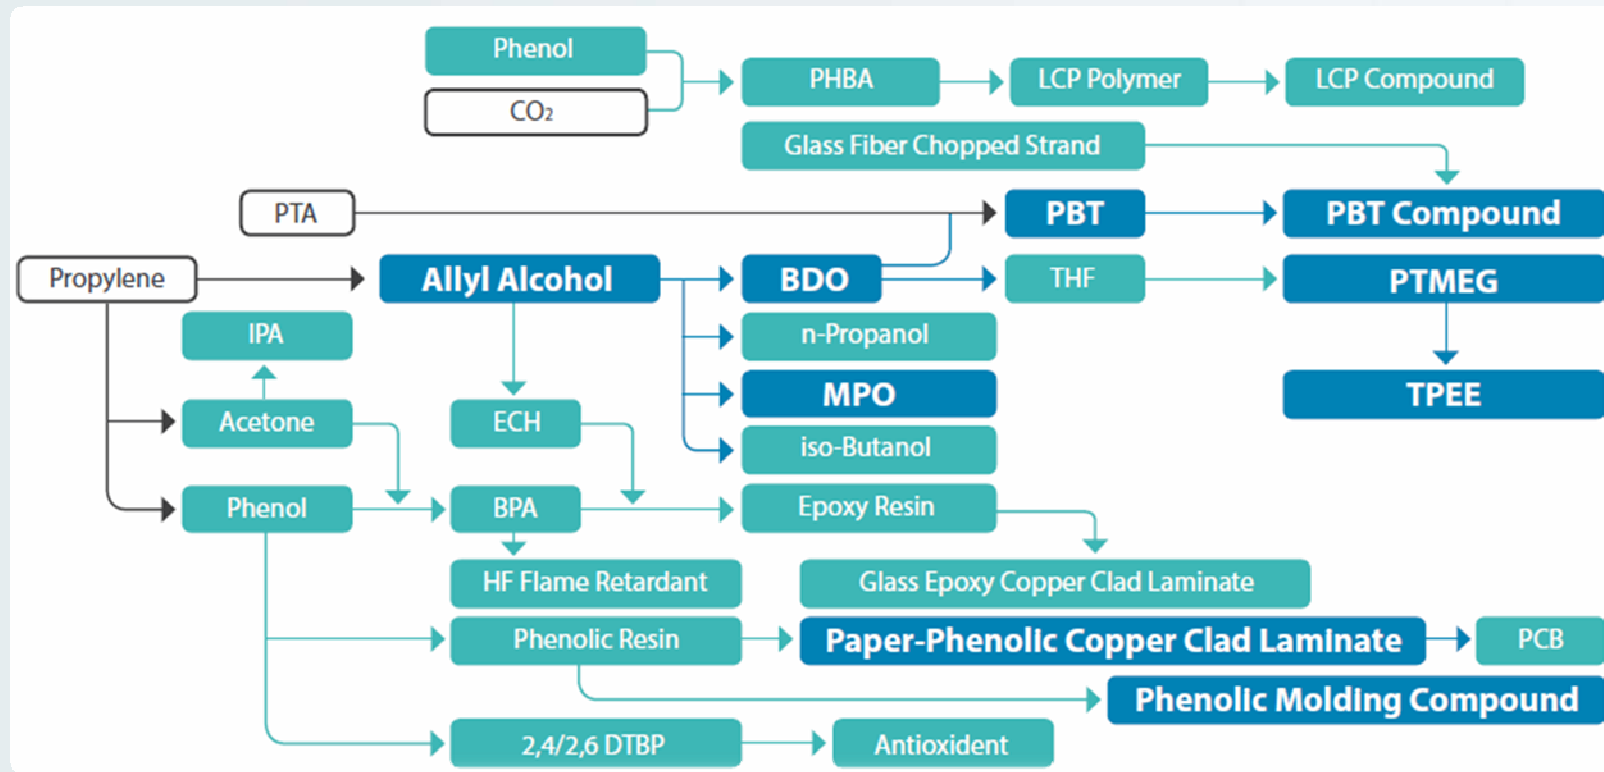 Phenol
CO₂
PHBA
LCP Polymer
LCP Compound
Glass Fiber Chopped Strand
PTA
PBT
PBT Compound
Propylene
Allyl Alcohol
BDO
THF
PTMEG
IPA
n-Propanol
MPO
TPEE
Acetone
ECH
iso-Butanol
Phenol
BPA
Epoxy Resin
HF Flame Retardant
Glass Epoxy Copper Clad Laminate
Phenolic Resin
Paper-Phenolic Copper Clad Laminate
PCB
Phenolic Molding Compound
2,4/2,6 DTBP
Antioxident